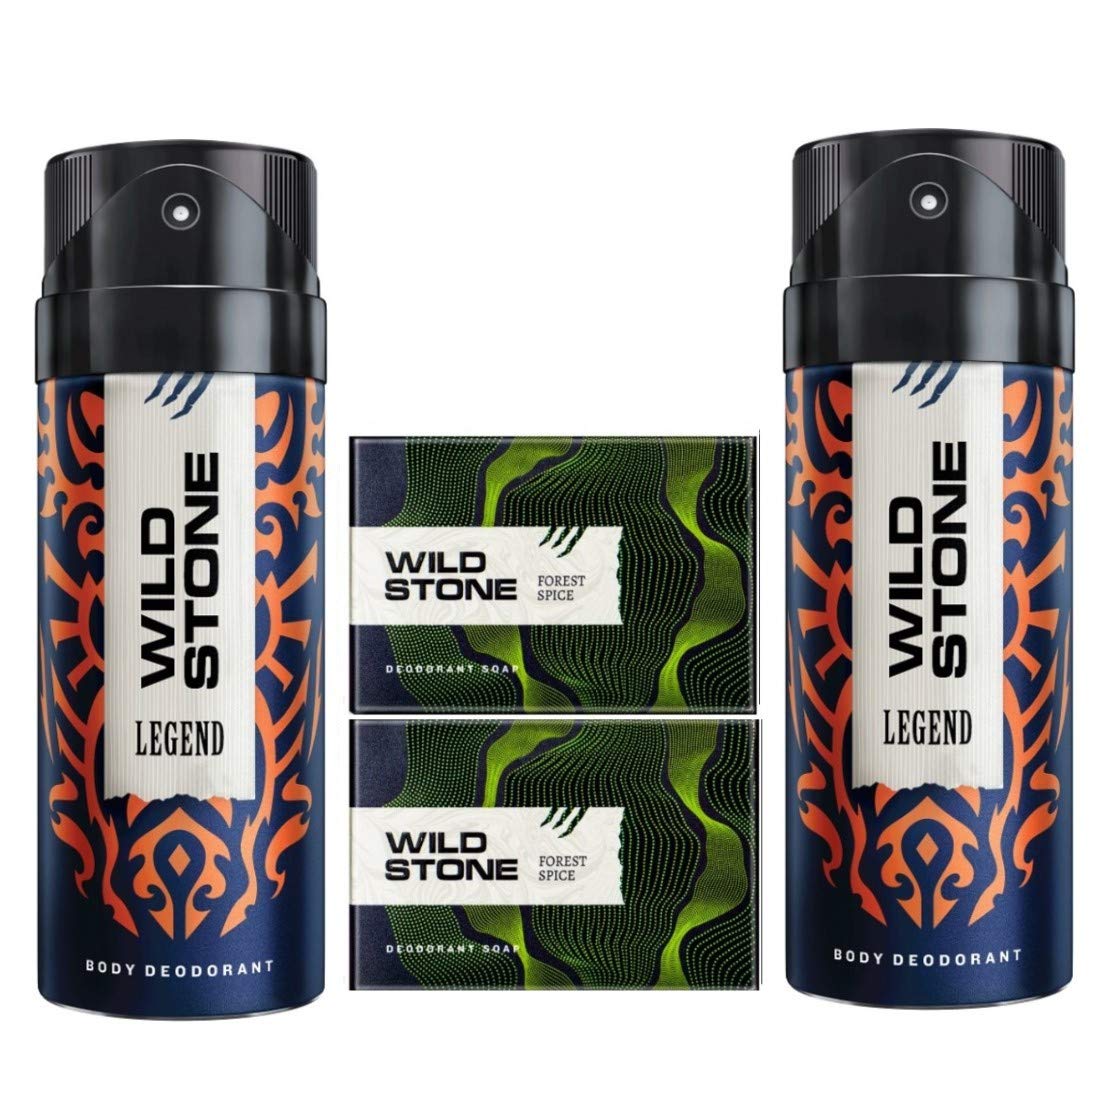 WILD
STONE
LEGEND
BODY DEODORANT
WILD
STONE
FOREST
SPICE
DEODORANT SOAP
WILD
STONE
FOREST
SPICE
DEODORANT SOAP
WILD
STONE
LEGEND
BODY DEODORANT